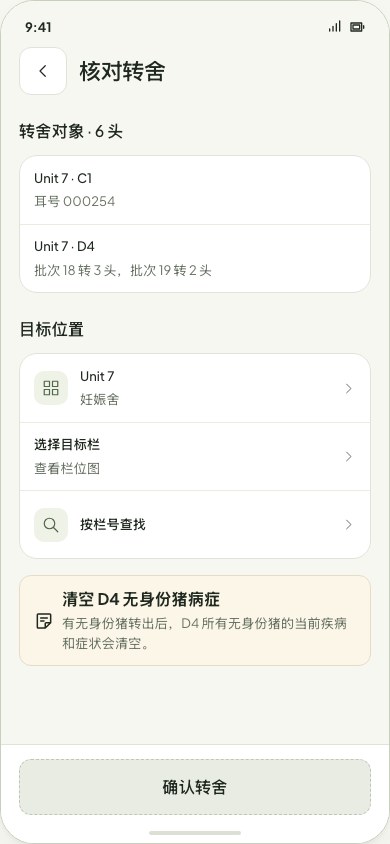 9:41
核对转舍
转舍对象 · 6 头
Unit 7 · C1
耳号 000254
Unit 7 · D4
批次 18 转 3 头，批次 19 转 2 头
目标位置
Unit 7
妊娠舍
选择目标栏
查看栏位图
按栏号查找
清空 D4 无身份猪病症
有无身份猪转出后，D4 所有无身份猪的当前疾病
和症状会清空。
确认转舍